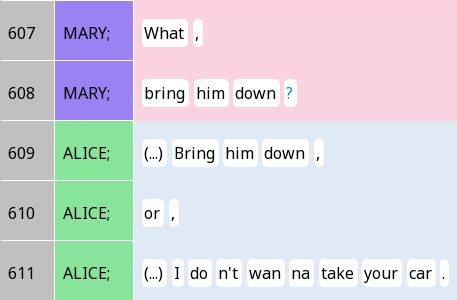 607 MARY; What ,
608 MARY; bring him down ?
609 ALICE; (...) Bring him down ,
610 ALICE; or ,
611 ALICE; (...) I do n't wan na take your car .